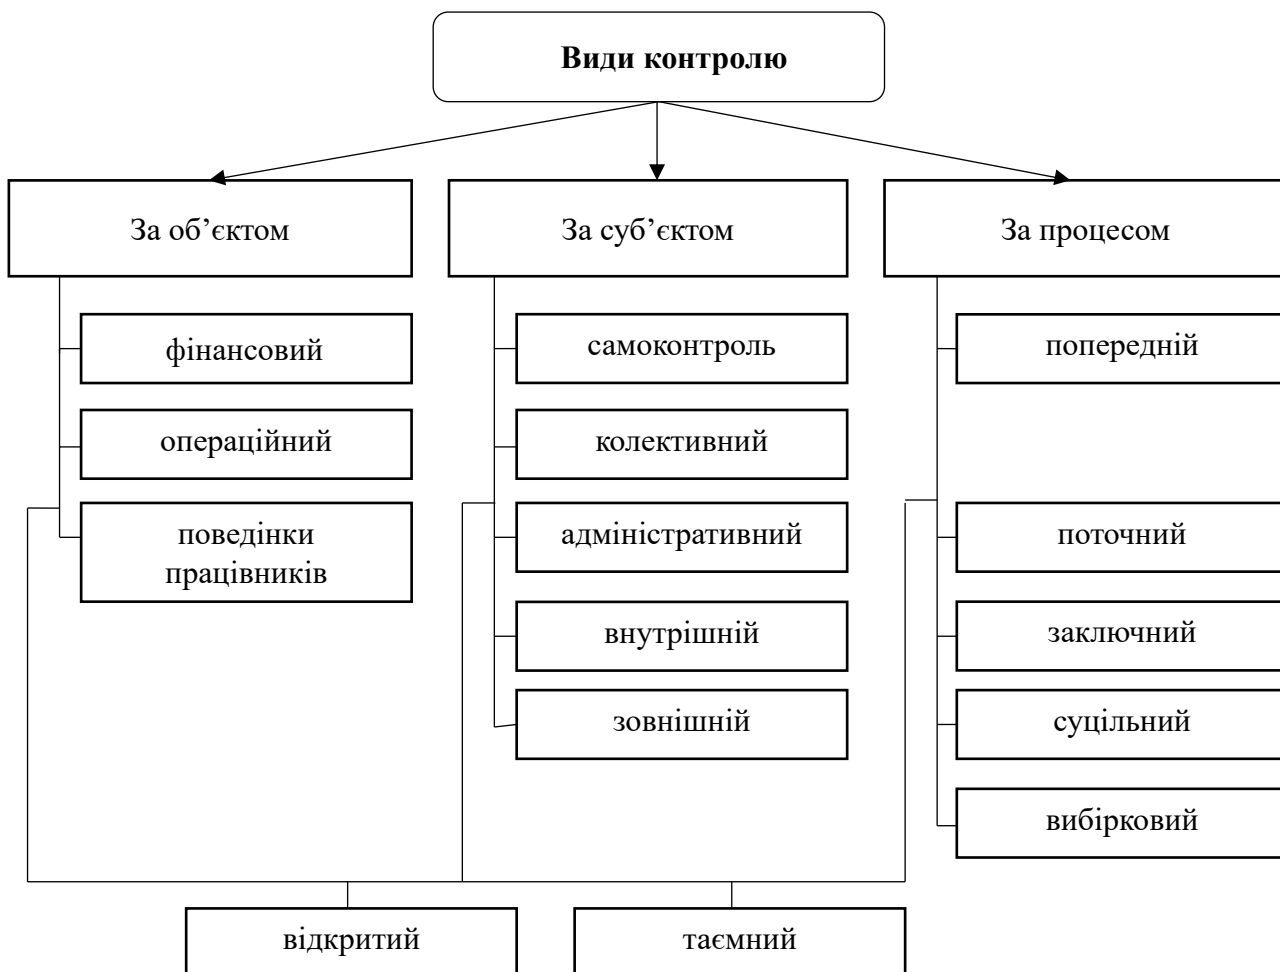 Види контролю
За об’єктом
фінансовий
операційний
поведінки
працівників
За суб’єктом
самоконтроль
колективний
адміністративний
внутрішній
зовнішній
За процесом
попередній
поточний
заключний
суцільний
вибірковий
відкритий
таємний